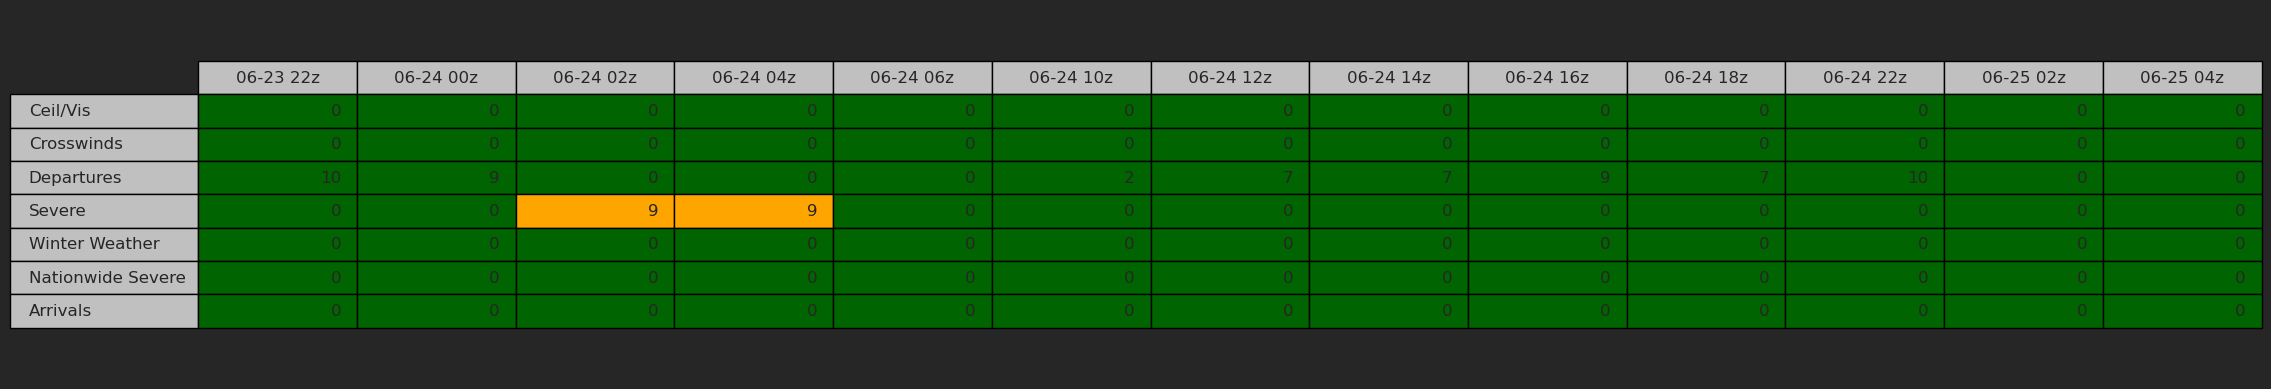 06-23 22z 06-24 00z 06-24 02z 06-24 04z 06-24 06z 06-24 10z 06-24 12z 06-24 14z 06-24 16z 06-24 18z 06-24 22z 06-25 02z 06-25 04z
Ceil/Vis 0 0 0 0 0 0 0 0 0 0 0 0 0
Crosswinds 0 0 0 0 0 0 0 0 0 0 0 0 0
Departures 10 9 0 0 0 2 7 7 9 7 10 0 0
Severe 0 0 9 9 0 0 0 0 0 0 0 0 0
Winter Weather 0 0 0 0 0 0 0 0 0 0 0 0 0
Nationwide Severe 0 0 0 0 0 0 0 0 0 0 0 0 0
Arrivals 0 0 0 0 0 0 0 0 0 0 0 0 0